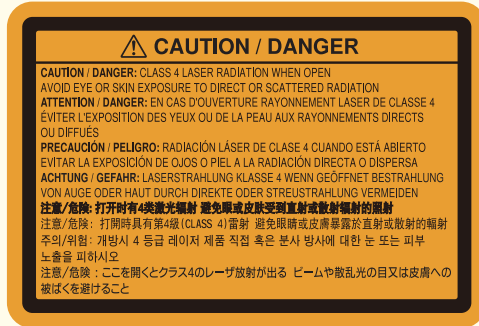 ⚠ CAUTION / DANGER
CAUTION / DANGER: CLASS 4 LASER RADIATION WHEN OPEN
AVOID EYE OR SKIN EXPOSURE TO DIRECT OR SCATTERED RADIATION
ATTENTION / DANGER: EN CAS D'OUVERTURE RAYONNEMENT LASER DE CLASSE 4
ÉVITER L'EXPOSITION DES YEUX OU DE LA PEAU AUX RAYONNEMENTS DIRECTS
OU DIFFUÉS
PRECAUCIÓN / PELIGRO: RADIACIÓN LÁSER DE CLASE 4 CUANDO ESTÁ ABIERTO
EVITAR LA EXPOSICIÓN DE OJOS O PIEL A LA RADIACIÓN DIRECTA O DISPERSA
ACHTUNG / GEFAHR: LASERSTRAHLUNG KLASSE 4 WENN GEÖFFNET BESTRAHLUNG
VON AUGE ODER HAUT DURCH DIREKTE ODER STREUSTRAHLUNG VERMEIDEN
注意/危险: 打开时有4类激光辐射 避免眼或皮肤受到直射或散射辐射的照射
注意/危險: 打開時具有第4級(CLASS 4)雷射 避免眼睛或皮膚暴露於直射或散射的輻射
주의/위험: 개방시 4 등급 레이저 제품 직접 혹은 분사 방사에 대한 눈 또는 피부
노출을 피하시오
注意/危険 : ここを開くとクラス4のレーザ放射が出る ビームや散乱光の目又は皮膚への
被ばくを避けること